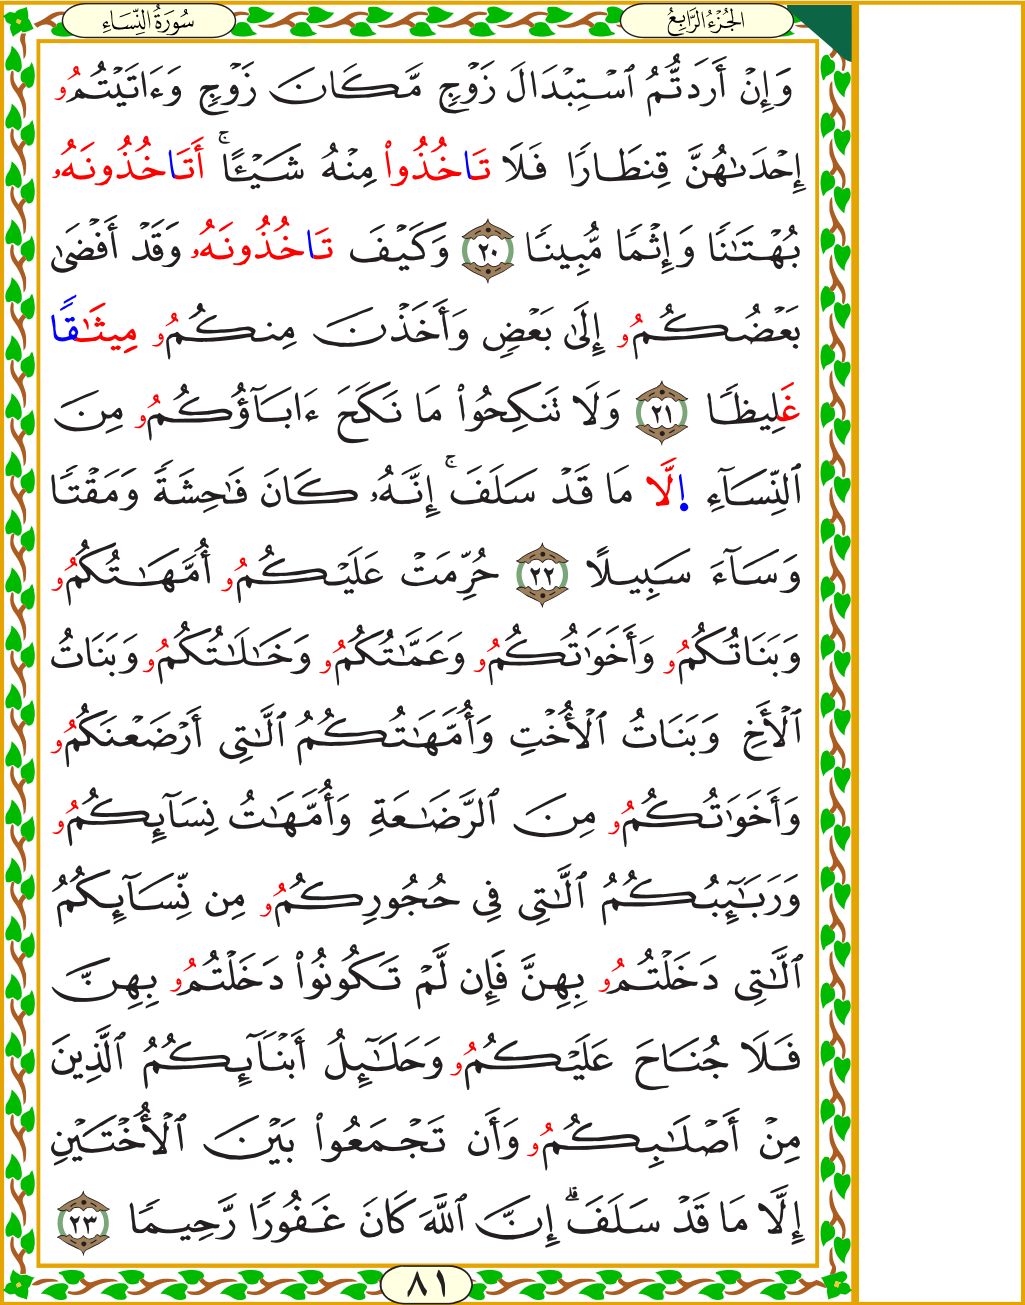 سُورَةُ النِّسَاءِ
الجُزْءُ الرَّابِعُ
وَإِنْ أَرَدتُّمُ ٱسْتِبْدَالَ زَوْجٍ مَّكَانَ زَوْجٍ وَءَاتَيْتُمُو
إِحْدَىٰهُنَّ قِنطَارًا فَلَا تَاخُذُوا۟ مِنْهُ شَيْـًٔا ۚ أَتَاخُذُونَهُۥ
بُهْتَٰنًا وَإِثْمًا مُّبِينًا ٢٠ وَكَيْفَ تَاخُذُونَهُۥ وَقَدْ أَفْضَىٰ
بَعْضُكُمُو إِلَىٰ بَعْضٍ وَأَخَذْنَ مِنكُمُو مِيثَٰقًا
غَلِيظًا ٢١ وَلَا تَنكِحُوا۟ مَا نَكَحَ ءَابَآؤُكُمُو مِنَ
ٱلنِّسَآءِ إِلَّا مَا قَدْ سَلَفَ ۚ إِنَّهُۥ كَانَ فَٰحِشَةً وَمَقْتًا
وَسَآءَ سَبِيلًا ٢٢ حُرِّمَتْ عَلَيْكُمُو أُمَّهَٰتُكُمُو
وَبَنَاتُكُمُو وَأَخَوَٰتُكُمُو وَعَمَّٰتُكُمُو وَخَٰلَٰتُكُمُو وَبَنَاتُ
ٱلْأَخِ وَبَنَاتُ ٱلْأُخْتِ وَأُمَّهَٰتُكُمُ ٱلَّٰتِى أَرْضَعْنَكُمُو
وَأَخَوَٰتُكُمُو مِنَ ٱلرَّضَٰعَةِ وَأُمَّهَٰتُ نِسَآئِكُمُو
وَرَبَٰٓئِبُكُمُ ٱلَّٰتِى فِى حُجُورِكُمُو مِن نِّسَآئِكُمُ
ٱلَّٰتِى دَخَلْتُمُو بِهِنَّ فَإِن لَّمْ تَكُونُوا۟ دَخَلْتُمُو بِهِنَّ
فَلَا جُنَاحَ عَلَيْكُمُو وَحَلَٰٓئِلُ أَبْنَآئِكُمُ ٱلَّذِينَ
مِنْ أَصْلَٰبِكُمُو وَأَن تَجْمَعُوا۟ بَيْنَ ٱلْأُخْتَيْنِ
إِلَّا مَا قَدْ سَلَفَ ۗ إِنَّ ٱللَّهَ كَانَ غَفُورًا رَّحِيمًا ٢٣
٨١